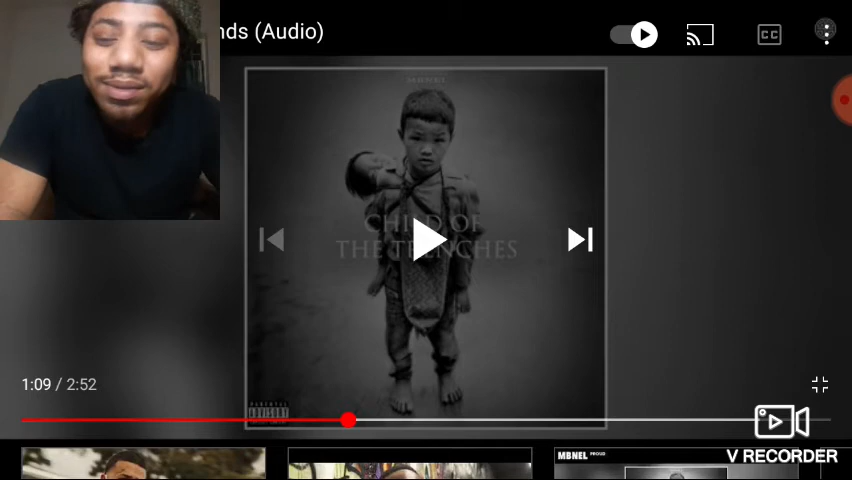 nds (Audio)
CC
CHILD OF
THE TRENCHES
1:09 / 2:52
PARENTAL
ADVISORY
MBNEL PROUD
V RECORDER